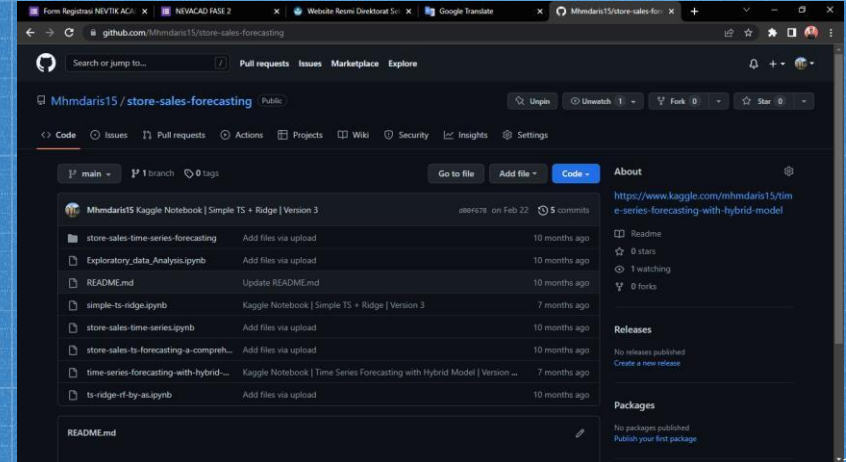 Form Registrasi NEVTIK ACA
NEVACAD FASE 2
Website Resmi Direktorat Se
Google Translate
Mhmdaris15/store-sales-for
github.com/Mhmdaris15/store-sales-forecasting
Search or jump to...
Pull requests Issues Marketplace Explore
Mhmdaris15 / store-sales-forecasting Public
Unpin Unwatch 1 Fork 0 Star 0
Code Issues Pull requests Actions Projects Wiki Security Insights Settings
main 1 branch 0 tags
Go to file Add file Code
Mhmdaris15 Kaggle Notebook | Simple TS + Ridge | Version 3 on Feb 22 5 commits
store-sales-time-series-forecasting Add files via upload 10 months ago
Exploratory_data_Analysis.ipynb Add files via upload 10 months ago
README.md Update README.md 10 months ago
simple-ts-ridge.ipynb Kaggle Notebook | Simple TS + Ridge | Version 3 7 months ago
store-sales-time-series.ipynb Add files via upload 10 months ago
store-sales-ts-forecasting-a-compreh... Add files via upload 10 months ago
time-series-forecasting-with-hybrid-... Kaggle Notebook | Time Series Forecasting with Hybrid Model | Version ... 7 months ago
ts-ridge-rf-by-as.ipynb Add files via upload 10 months ago
README.md
About
https://www.kaggle.com/mhmdaris15/tim
e-series-forecasting-with-hybrid-model
Readme
0 stars
1 watching
0 forks
Releases
No releases published
Create a new release
Packages
No packages published
Publish your first package